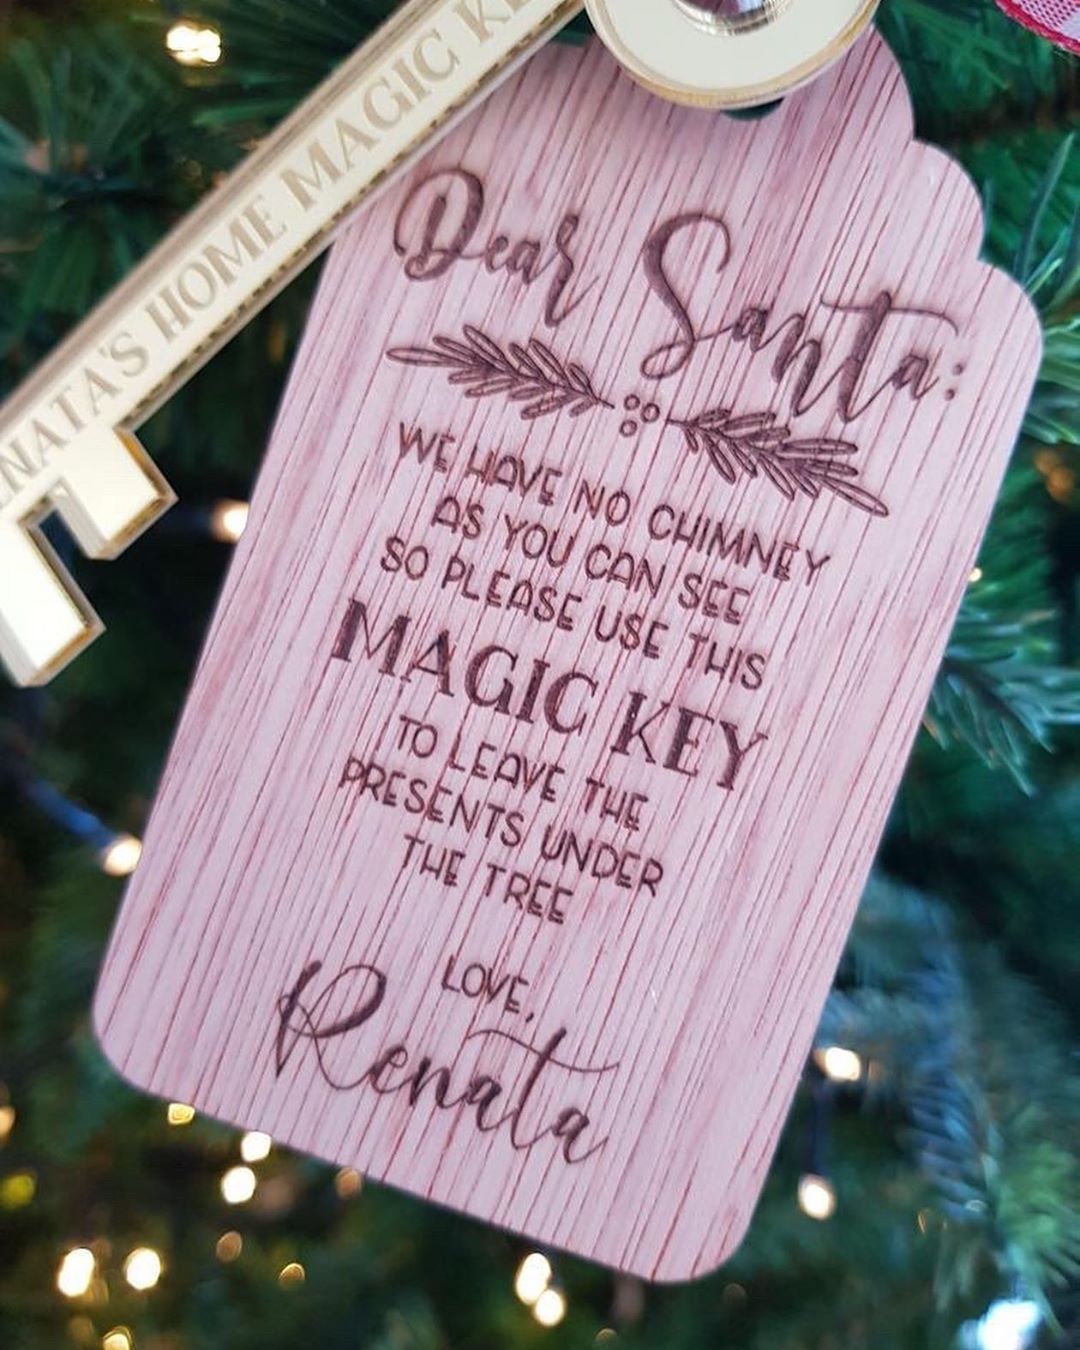 NATA'S HOME MAGIC KE
Dear Santa:
WE HAVE NO CHIMNEY
AS YOU CAN SEE
SO PLEASE USE THIS
MAGIC KEY
TO LEAVE THE
PRESENTS UNDER
THE TREE
LOVE,
Renata